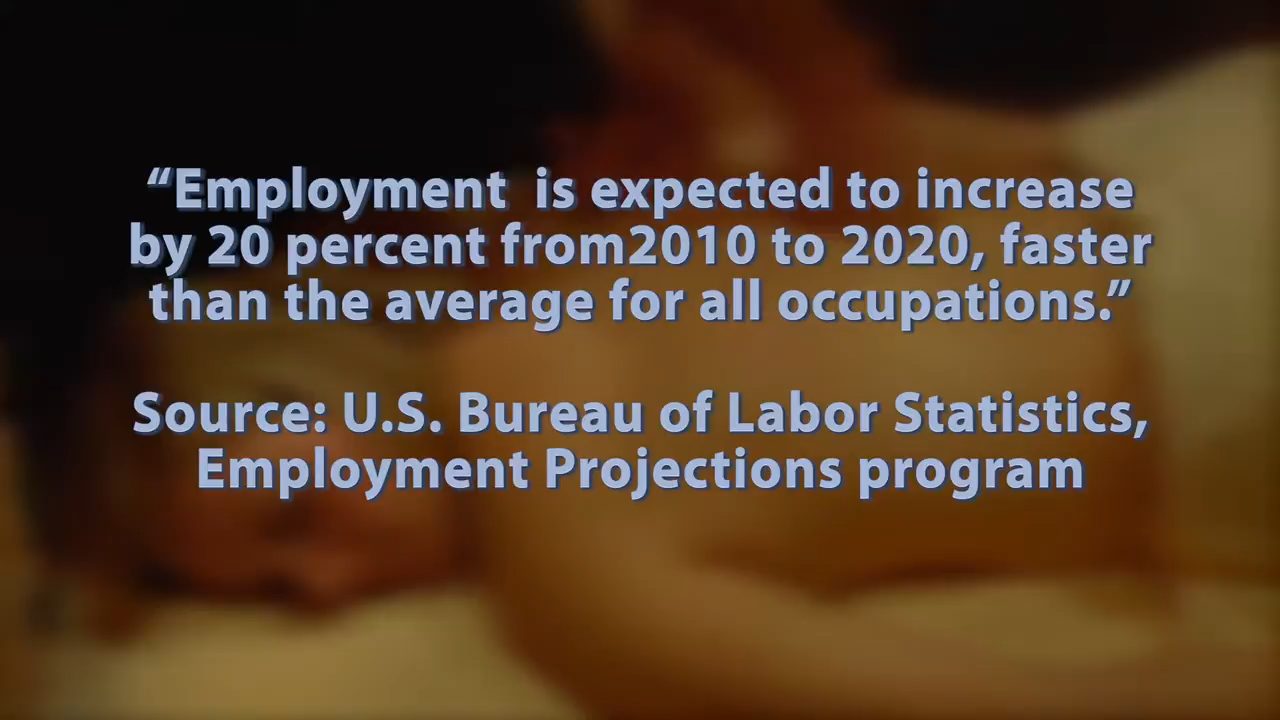 “Employment  is expected to increase
by 20 percent from2010 to 2020, faster
than the average for all occupations.”
Source: U.S. Bureau of Labor Statistics,
Employment Projections program